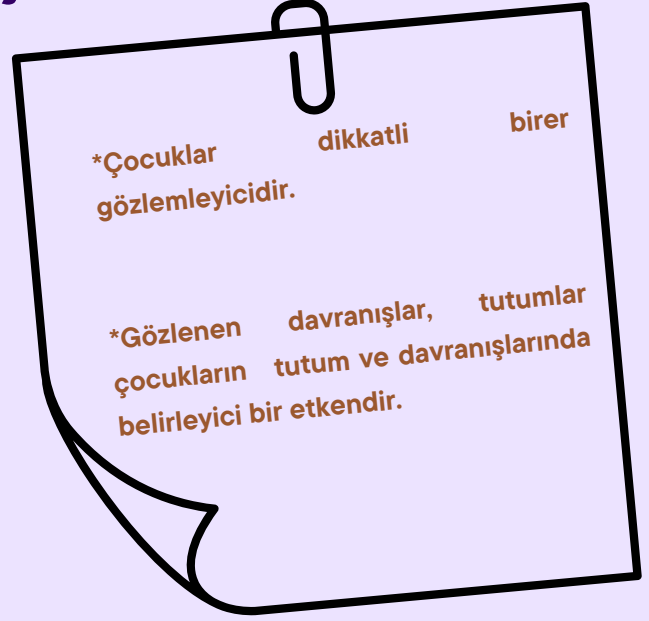 *Çocuklar dikkatli birer
gözlemleyicidir.
*Gözlenen davranışlar, tutumlar
çocukların tutum ve davranışlarında
belirleyici bir etkendir.